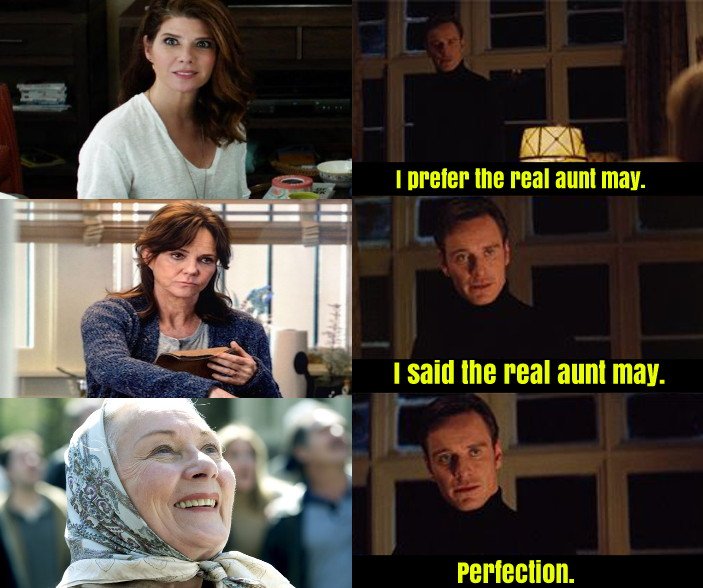 I prefer the real aunt may.
I said the real aunt may.
Perfection.